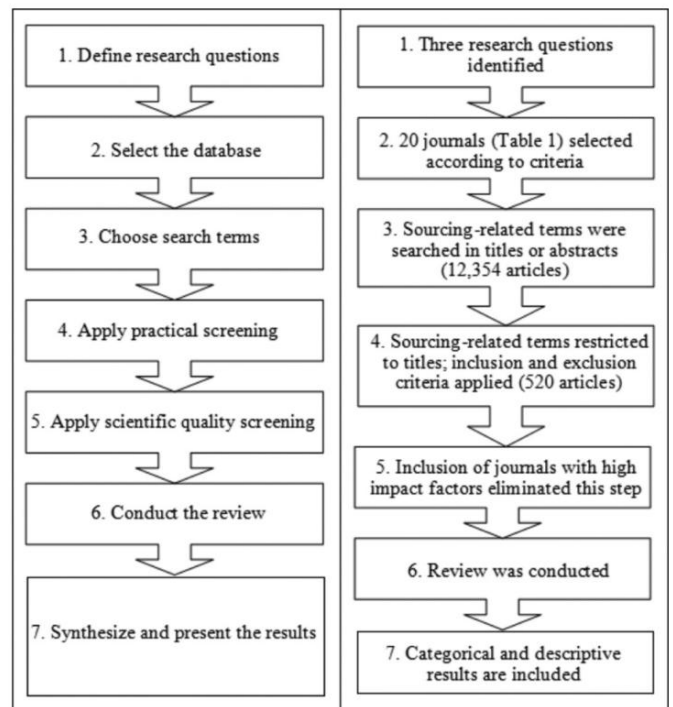 1. Define research questions
2. Select the database
3. Choose search terms
4. Apply practical screening
5. Apply scientific quality screening
6. Conduct the review
7. Synthesize and present the results
1. Three research questions
identified
2. 20 journals (Table 1) selected
according to criteria
3. Sourcing-related terms were
searched in titles or abstracts
(12,354 articles)
4. Sourcing-related terms restricted
to titles; inclusion and exclusion
criteria applied (520 articles)
5. Inclusion of journals with high
impact factors eliminated this step
6. Review was conducted
7. Categorical and descriptive
results are included